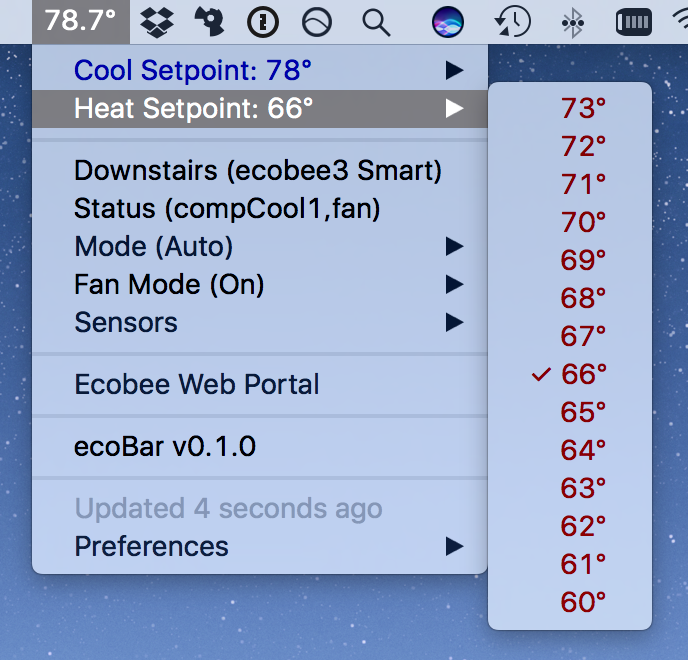 78.7°
Cool Setpoint: 78°
Heat Setpoint: 66°
Downstairs (ecobee3 Smart)
Status (compCool1,fan)
Mode (Auto)
Fan Mode (On)
Sensors
Ecobee Web Portal
ecoBar v0.1.0
Updated 4 seconds ago
Preferences
73°
72°
71°
70°
69°
68°
67°
66°
65°
64°
63°
62°
61°
60°